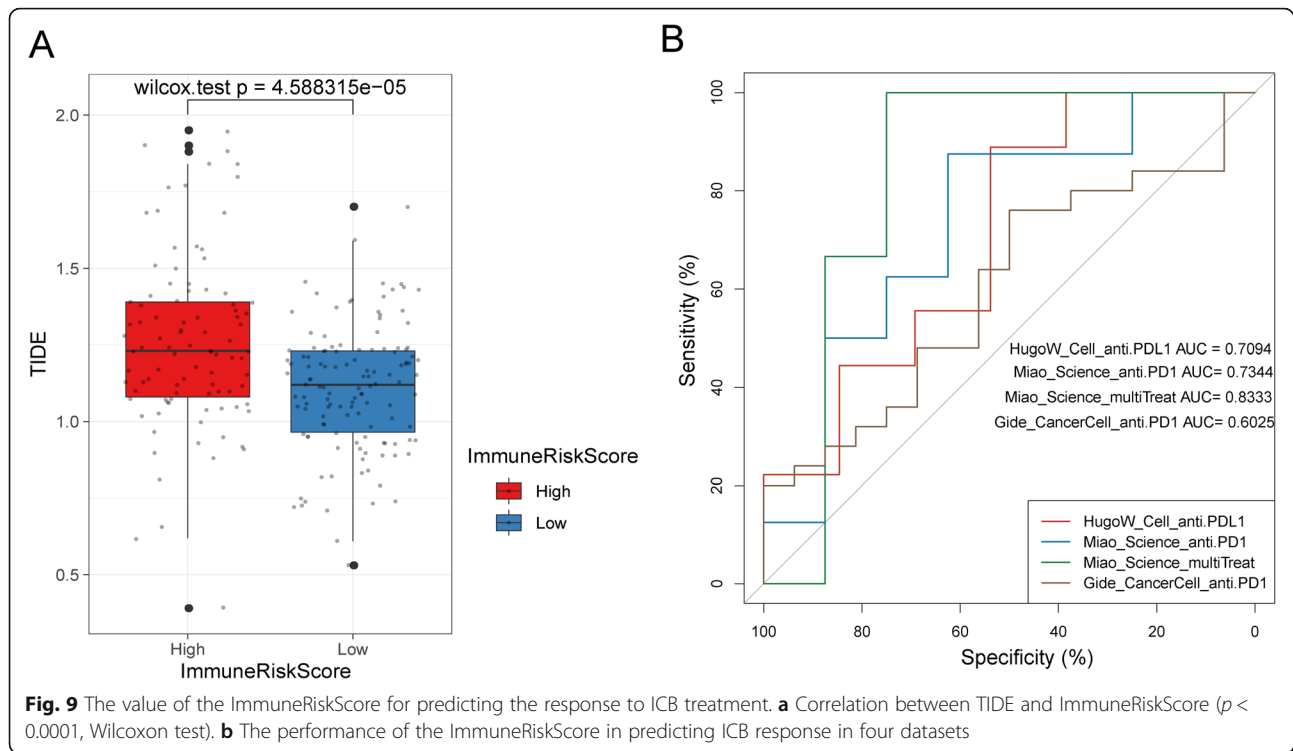 A
wilcox.test p = 4.588315e−05
2.0
1.5
1.0
0.5
TIDE
High
Low
ImmuneRiskScore
ImmuneRiskScore
High
Low
B
100
80
60
40
20
0
Sensitivity (%)
HugoW_Cell_anti.PDL1 AUC = 0.7094
Miao_Science_anti.PD1 AUC= 0.7344
Miao_Science_multiTreat AUC= 0.8333
Gide_CancerCell_anti.PD1 AUC= 0.6025
HugoW_Cell_anti.PDL1
Miao_Science_anti.PD1
Miao_Science_multiTreat
Gide_CancerCell_anti.PD1
100 80 60 40 20 0
Specificity (%)
Fig. 9 The value of the ImmuneRiskScore for predicting the response to ICB treatment. a Correlation between TIDE and ImmuneRiskScore (p <
0.0001, Wilcoxon test). b The performance of the ImmuneRiskScore in predicting ICB response in four datasets